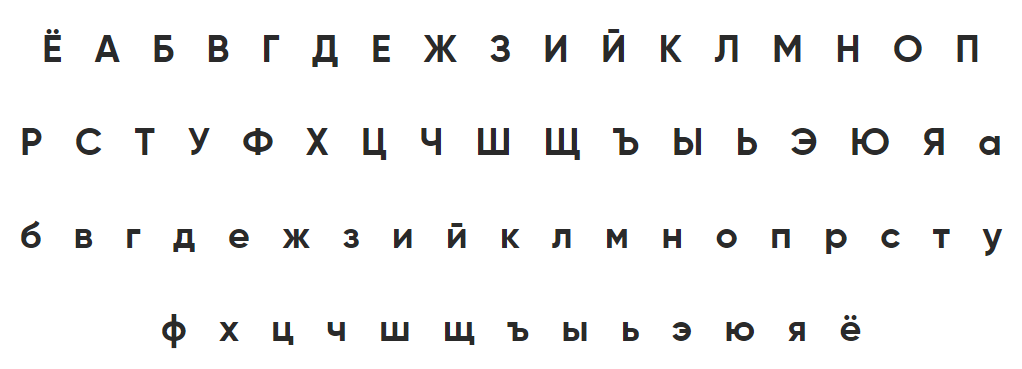 Ё А Б В Г Д Е Ж З И Й К Л М Н О П
Р С Т У Ф Х Ц Ч Ш Щ Ъ Ы Ь Э Ю Я а
б в г д е ж з и й к л м н о п р с т у
ф х ц ч ш щ ъ ы ь э ю я ё